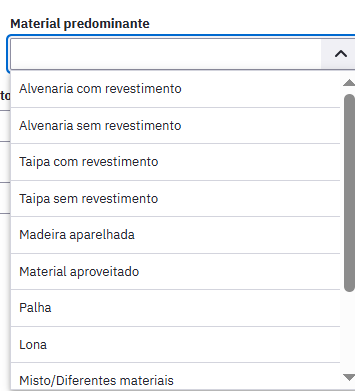 Material predominante
Alvenaria com revestimento
to
Alvenaria sem revestimento
Taipa com revestimento
Taipa sem revestimento
Madeira aparelhada
Material aproveitado
Palha
Lona
Misto/Diferentes materiais